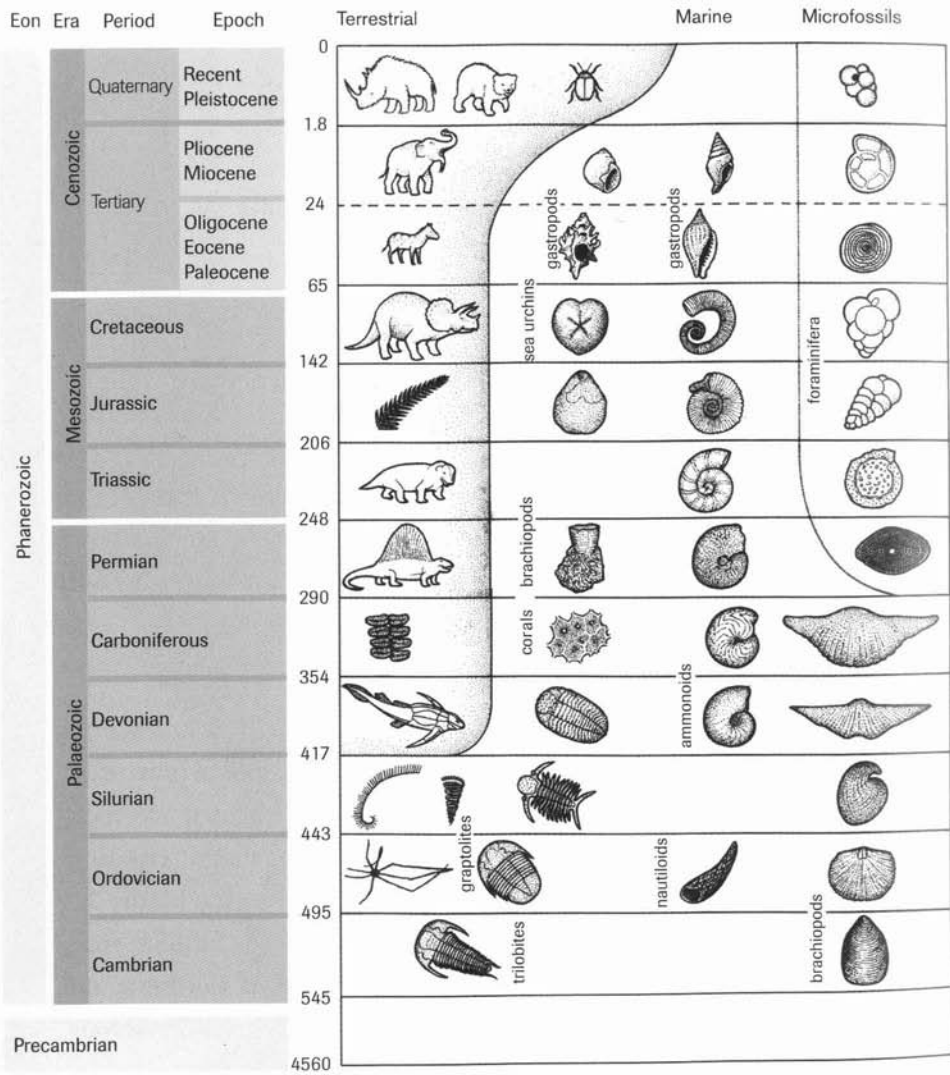 Eon Era Period Epoch Terrestrial Marine Microfossils
0
Quaternary
Recent
Pleistocene
1.8
Cenozoic
Tertiary
Pliocene
Miocene
24
Oligocene
Eocene
Paleocene
gastropods
gastropods
65
Phanerozoic
Mesozoic
Cretaceous
sea urchins
foraminifera
142
Jurassic
206
Triassic
248
Palaeozoic
Permian
brachiopods
290
Carboniferous
corals
354
Devonian
ammonoids
417
Silurian
443
Ordovician
graptolites
nautiloids
495
Cambrian
trilobites
brachiopods
545
Precambrian
4560